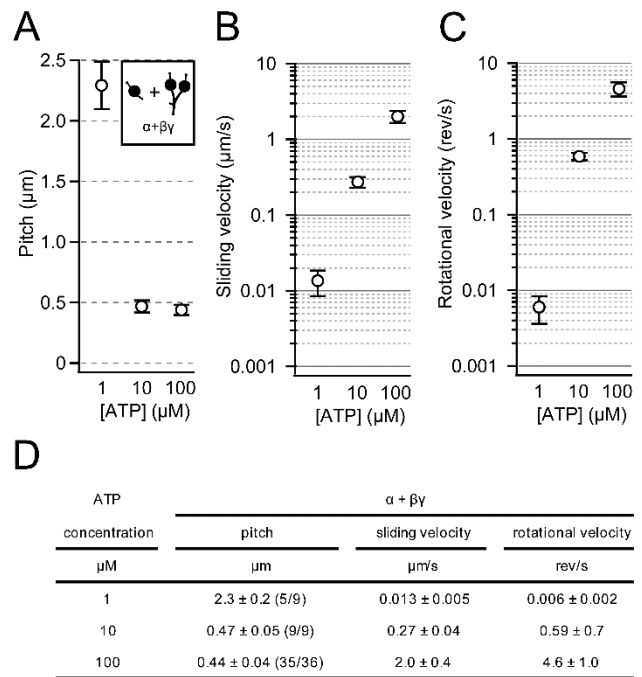 A
B
C
2.5
2.0
1.5
1.0
0.5
0
Pitch (µm)
+
α+βγ
1
10
100
[ATP] (µM)
10
1
0.1
0.01
0.001
Sliding velocity (µm/s)
1
10
100
[ATP] (µM)
10
1
0.1
0.01
0.001
Rotational velocity (rev/s)
1
10
100
[ATP] (µM)
D
ATP α + βγ
concentration pitch sliding velocity rotational velocity
µM µm µm/s rev/s
1 2.3 ± 0.2 (5/9) 0.013 ± 0.005 0.006 ± 0.002
10 0.47 ± 0.05 (9/9) 0.27 ± 0.04 0.59 ± 0.7
100 0.44 ± 0.04 (35/36) 2.0 ± 0.4 4.6 ± 1.0